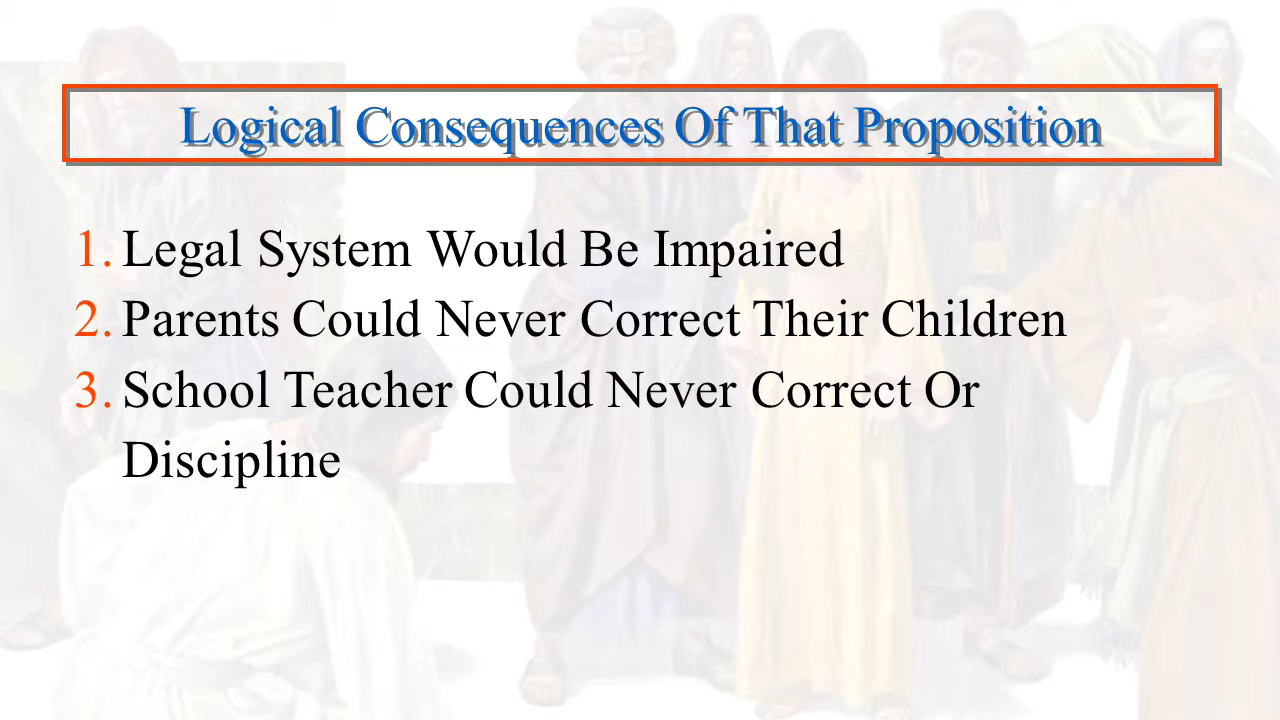 Logical Consequences Of That Proposition
1. Legal System Would Be Impaired
2. Parents Could Never Correct Their Children
3. School Teacher Could Never Correct Or
Discipline